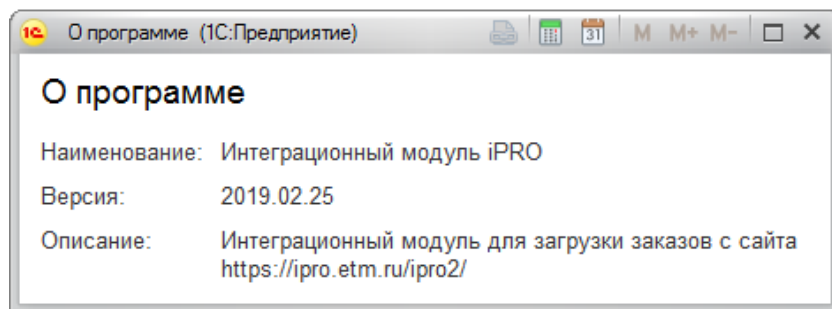 1С О программе (1С:Предприятие) 31 M M+ M-
О программе
Наименование: Интеграционный модуль iPRO
Версия: 2019.02.25
Описание: Интеграционный модуль для загрузки заказов с сайта
https://ipro.etm.ru/ipro2/